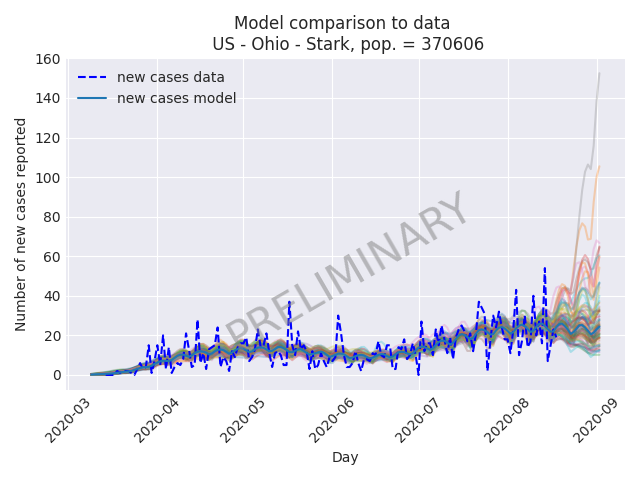 Model comparison to data
US - Ohio - Stark, pop. = 370606
160
140
120
100
80
60
40
20
0
Number of new cases reported
new cases data
new cases model
PRELIMINARY
2020-03
2020-04
2020-05
2020-06
2020-07
2020-08
2020-09
Day